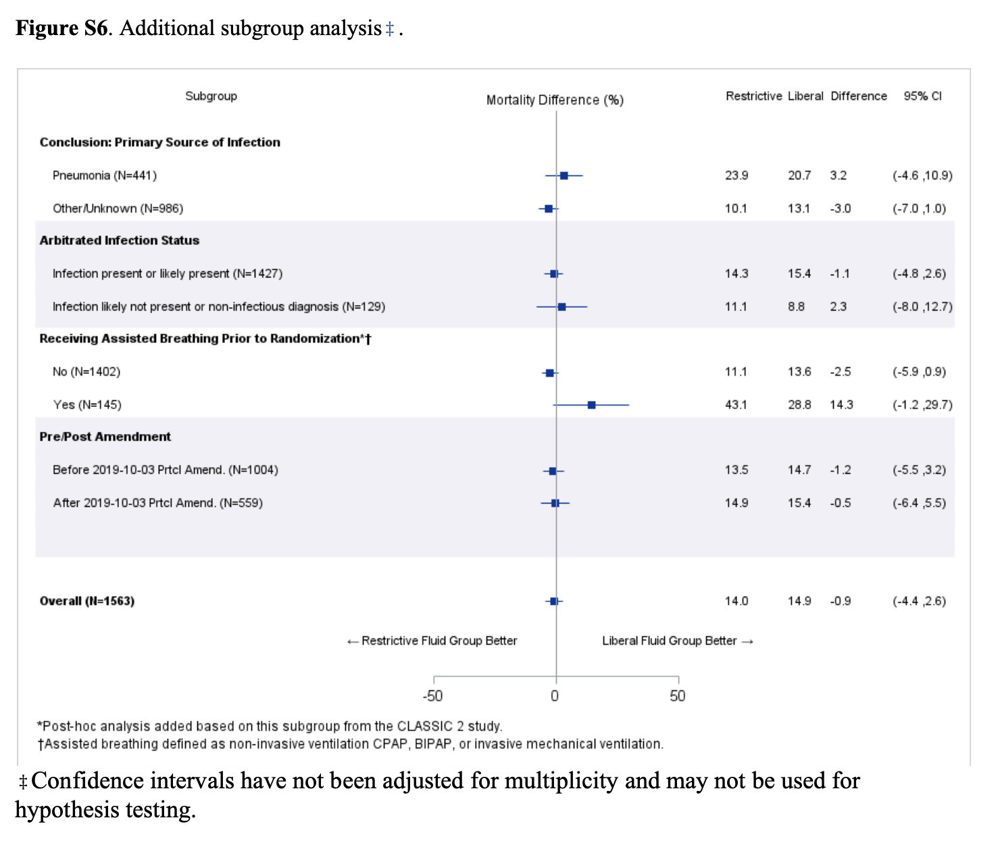 Figure S6. Additional subgroup analysis ‡ .
Subgroup Mortality Difference (%) Restrictive Liberal Difference 95% CI
Conclusion: Primary Source of Infection
Pneumonia (N=441) 23.9 20.7 3.2 (-4.6 ,10.9)
Other/Unknown (N=986) 10.1 13.1 -3.0 (-7.0 ,1.0)
Arbitrated Infection Status
Infection present or likely present (N=1427) 14.3 15.4 -1.1 (-4.8 ,2.6)
Infection likely not present or non-infectious diagnosis (N=129) 11.1 8.8 2.3 (-8.0 ,12.7)
Receiving Assisted Breathing Prior to Randomization*†
No (N=1402) 11.1 13.6 -2.5 (-5.9 ,0.9)
Yes (N=145) 43.1 28.8 14.3 (-1.2 ,29.7)
Pre/Post Amendment
Before 2019-10-03 Prtcl Amend. (N=1004) 13.5 14.7 -1.2 (-5.5 ,3.2)
After 2019-10-03 Prtcl Amend. (N=559) 14.9 15.4 -0.5 (-6.4 ,5.5)
Overall (N=1563) 14.0 14.9 -0.9 (-4.4 ,2.6)
← Restrictive Fluid Group Better Liberal Fluid Group Better →
-50 0 50
*Post-hoc analysis added based on this subgroup from the CLASSIC 2 study.
†Assisted breathing defined as non-invasive ventilation CPAP, BIPAP, or invasive mechanical ventilation.
‡ Confidence intervals have not been adjusted for multiplicity and may not be used for
hypothesis testing.